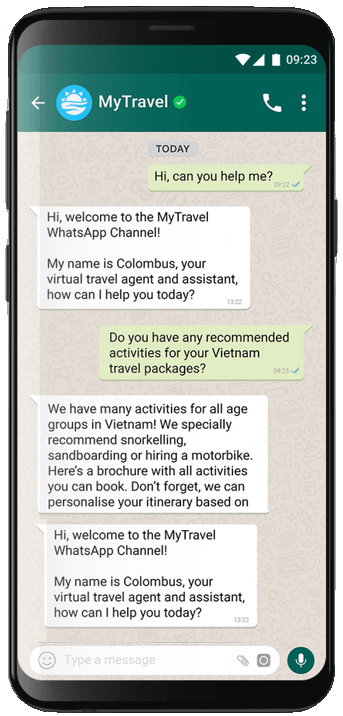 09:23
MyTravel
TODAY
Hi, can you help me?
09:22
Hi, welcome to the MyTravel
WhatsApp Channel!
My name is Colombus, your
virtual travel agent and assistant,
how can I help you today?
13:22
Do you have any recommended
activities for your Vietnam
travel packages?
09:23
We have many activities for all age
groups in Vietnam! We specially
recommend snorkelling,
sandboarding or hiring a motorbike.
Here's a brochure with all activities
you can book. Don't forget, we can
personalise your itinerary based on
Hi, welcome to the MyTravel
WhatsApp Channel!
My name is Colombus, your
virtual travel agent and assistant,
how can I help you today?
13:22
Type a message